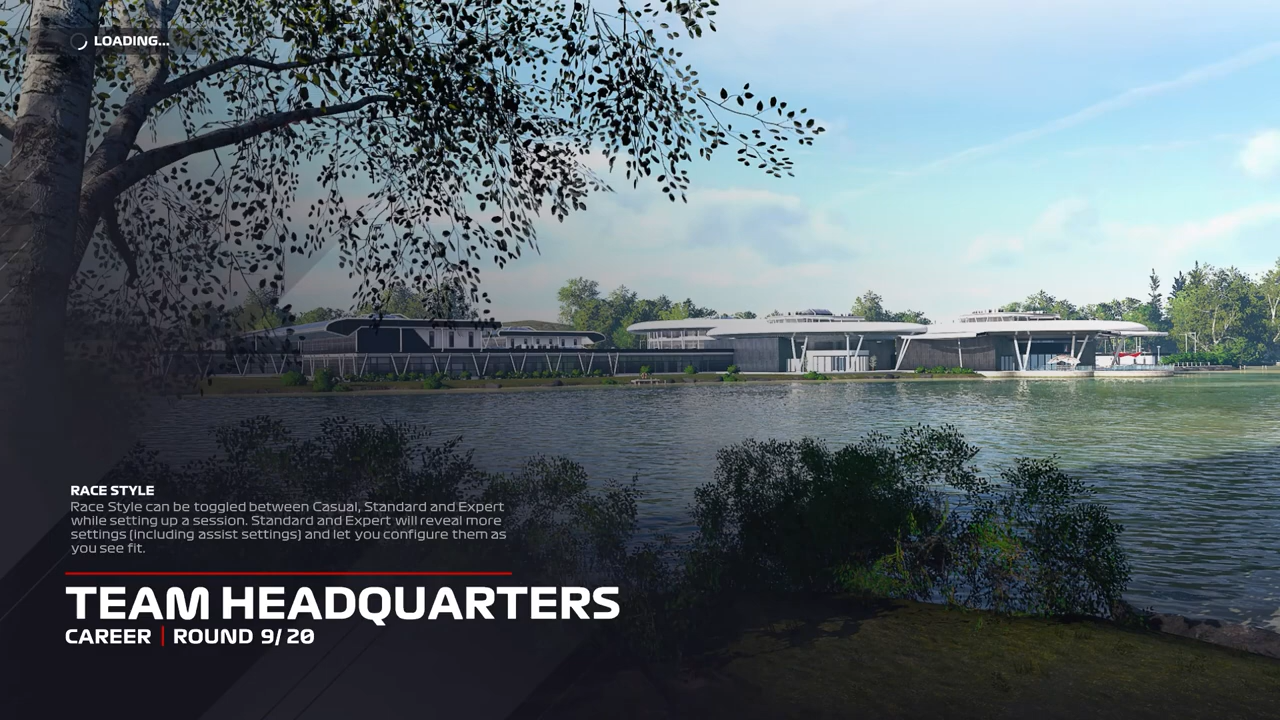 LOADING...
RACE STYLE
Race Style can be toggled between Casual, Standard and Expert
while setting up a session. Standard and Expert will reveal more
settings (including assist settings) and let you configure them as
you see fit.
TEAM HEADQUARTERS
CAREER | ROUND 9/20